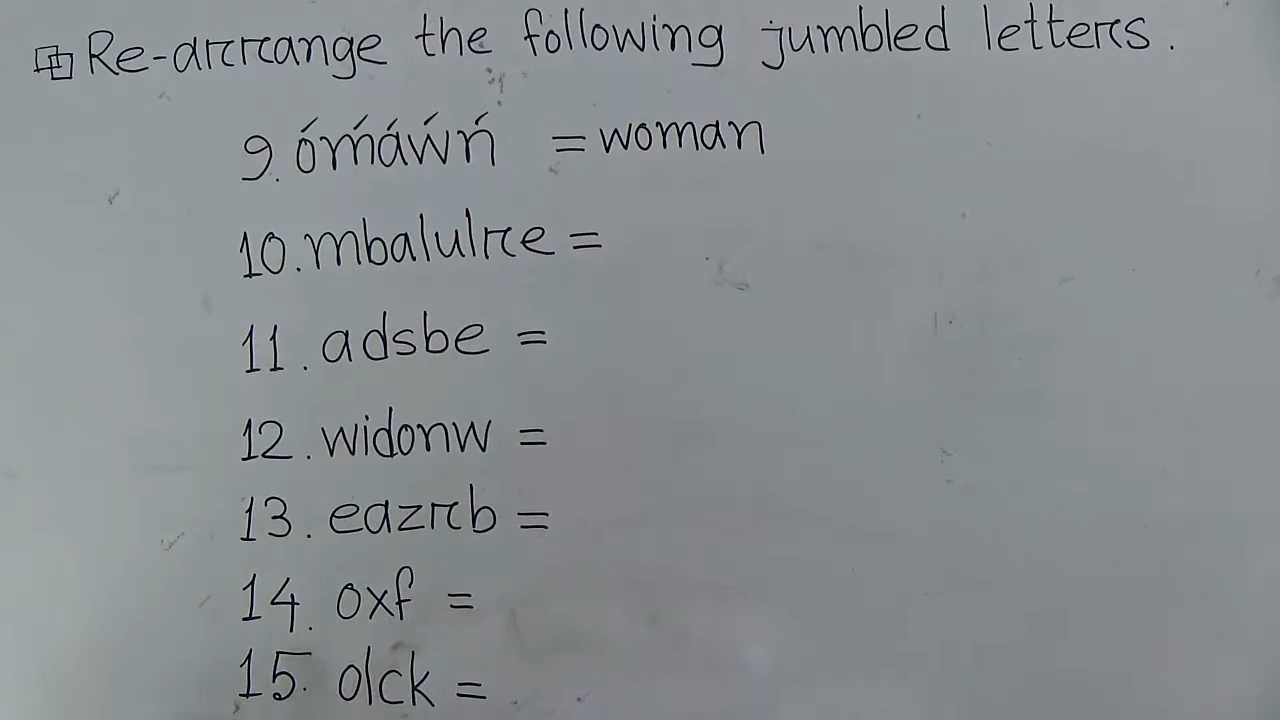 Re-arrange the following jumbled letters.
9. ómáwń = woman
10. mbalulre =
11. adsbe =
12. widonw =
13. eazrb =
14. oxf =
15. olck =